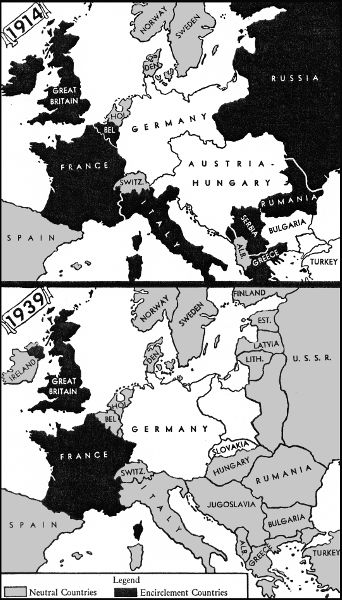 1914
NORWAY
SWEDEN
DEN.
RUSSIA
GREAT
BRITAIN
HOL.
BEL.
GERMANY
FRANCE
AUSTRIA-
HUNGARY
SWITZ.
ITALY
RUMANIA
SERBIA
BULGARIA
SPAIN
ALB.
GREECE
TURKEY
1939
NORWAY
SWEDEN
FINLAND
EST.
LATVIA
LITH.
U. S. S. R.
IRELAND
DEN.
GREAT
BRITAIN
HOL.
BEL.
GERMANY
FRANCE
SLOVAKIA
SWITZ.
HUNGARY
RUMANIA
ITALY
JUGOSLAVIA
SPAIN
BULGARIA
ALB.
GREECE
TURKEY
Legend
Neutral Countries
Encirclement Countries